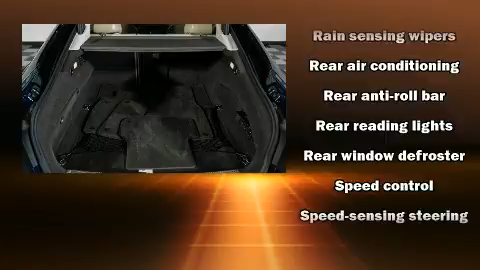 Rain sensing wipers
Rear air conditioning
Rear anti-roll bar
Rear reading lights
Rear window defroster
Speed control
Speed-sensing steering